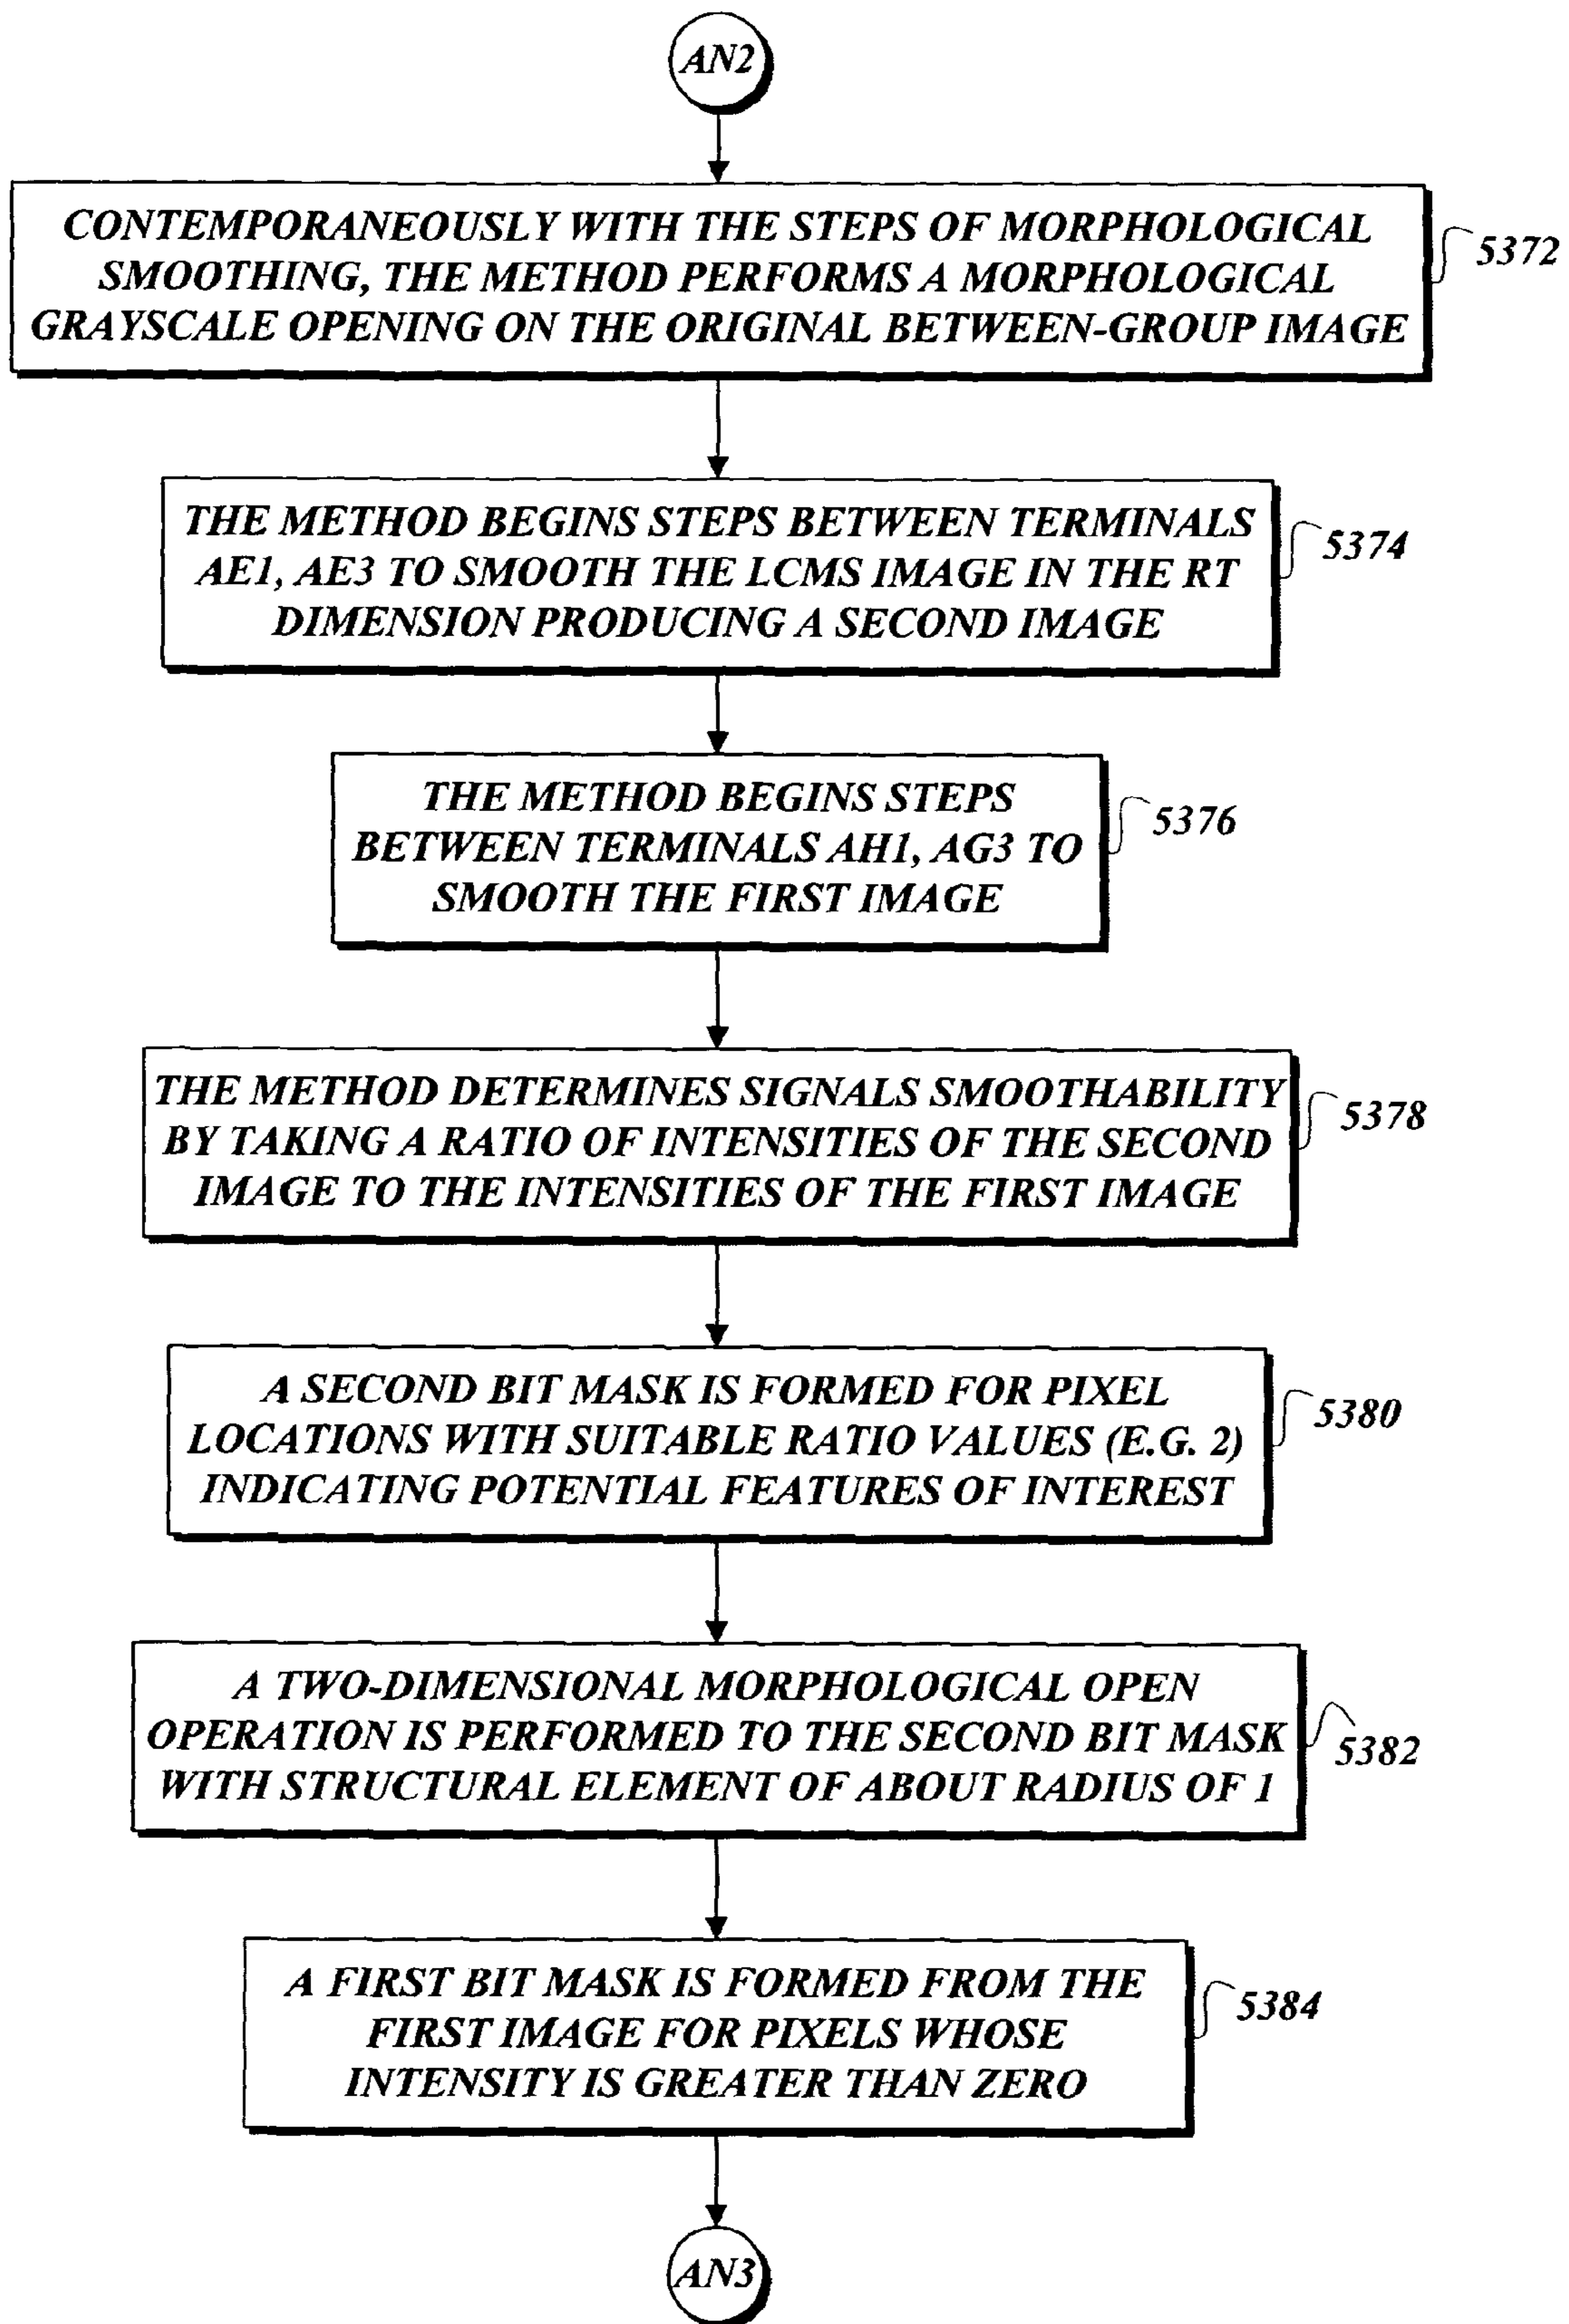 AN2
CONTEMPORANEOUSLY WITH THE STEPS OF MORPHOLOGICAL
SMOOTHING, THE METHOD PERFORMS A MORPHOLOGICAL
GRAYSCALE OPENING ON THE ORIGINAL BETWEEN-GROUP IMAGE
5372
THE METHOD BEGINS STEPS BETWEEN TERMINALS
AE1, AE3 TO SMOOTH THE LCMS IMAGE IN THE RT
DIMENSION PRODUCING A SECOND IMAGE
5374
THE METHOD BEGINS STEPS
BETWEEN TERMINALS AH1, AG3 TO
SMOOTH THE FIRST IMAGE
5376
THE METHOD DETERMINES SIGNALS SMOOTHABILITY
BY TAKING A RATIO OF INTENSITIES OF THE SECOND
IMAGE TO THE INTENSITIES OF THE FIRST IMAGE
5378
A SECOND BIT MASK IS FORMED FOR PIXEL
LOCATIONS WITH SUITABLE RATIO VALUES (E.G. 2)
INDICATING POTENTIAL FEATURES OF INTEREST
5380
A TWO-DIMENSIONAL MORPHOLOGICAL OPEN
OPERATION IS PERFORMED TO THE SECOND BIT MASK
WITH STRUCTURAL ELEMENT OF ABOUT RADIUS OF 1
5382
A FIRST BIT MASK IS FORMED FROM THE
FIRST IMAGE FOR PIXELS WHOSE
INTENSITY IS GREATER THAN ZERO
5384
AN3